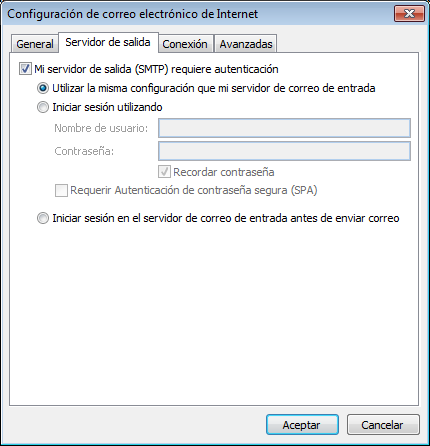 Configuración de correo electrónico de Internet
General Servidor de salida Conexión Avanzadas
Mi servidor de salida (SMTP) requiere autenticación
Utilizar la misma configuración que mi servidor de correo de entrada
Iniciar sesión utilizando
Nombre de usuario:
Contraseña:
Recordar contraseña
Requerir Autenticación de contraseña segura (SPA)
Iniciar sesión en el servidor de correo de entrada antes de enviar correo
Aceptar Cancelar